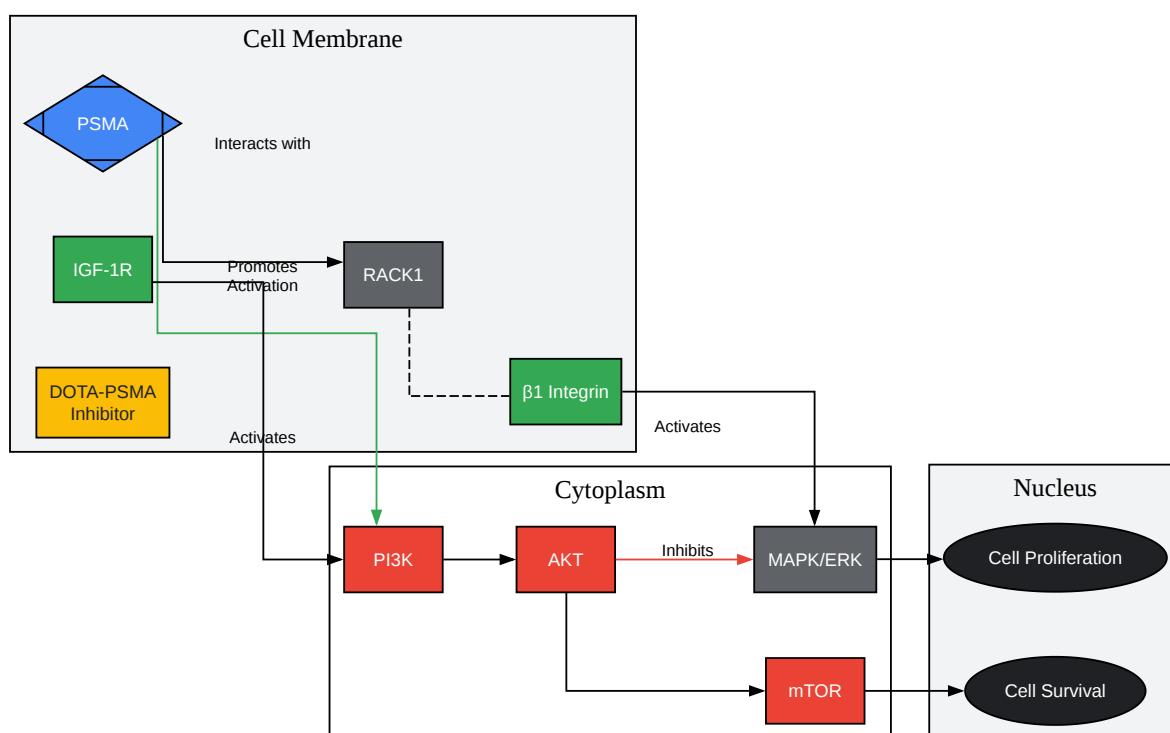 Cell Membrane
PSMA
Interacts with
IGF-1R
Promotes
Activation
RACK1
DOTA-PSMA
Inhibitor
β1 Integrin
Activates
Activates
Cytoplasm
Nucleus
PI3K
AKT
Inhibits
MAPK/ERK
Cell Proliferation
mTOR
Cell Survival